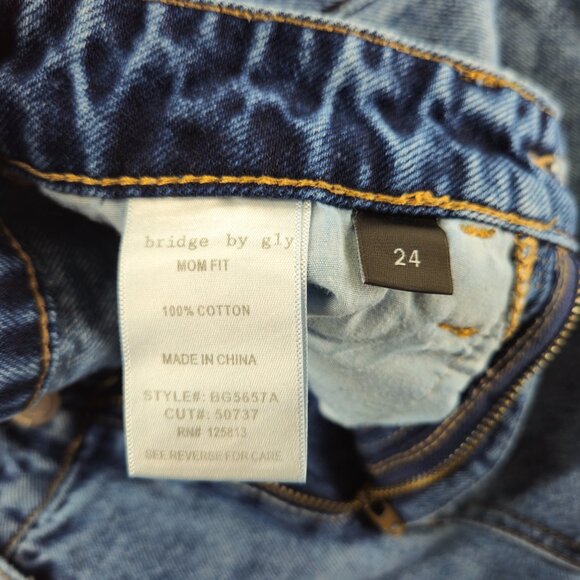 bridge by gly
MOM FIT
100% COTTON
MADE IN CHINA
STYLE#: BG5657A
CUT#: 50737
RN# 125813
SEE REVERSE FOR CARE
24